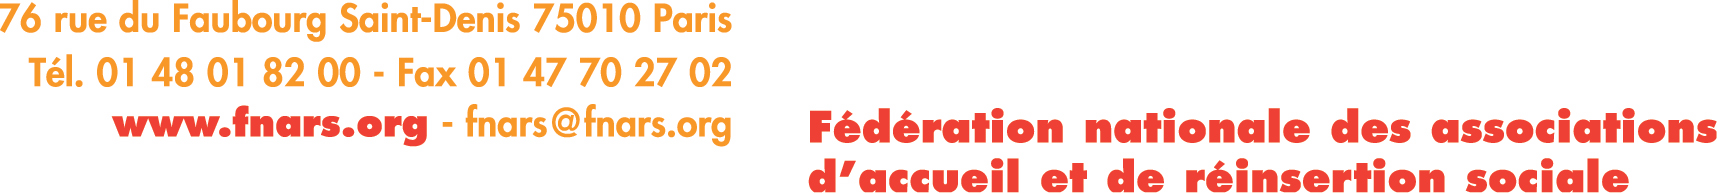 76 rue du Faubourg Saint-Denis 75010 Paris
Tél. 01 48 01 82 00 - Fax 01 47 70 27 02
www.fnars.org - fnars@fnars.org
Fédération nationale des associations
d’accueil et de réinsertion sociale